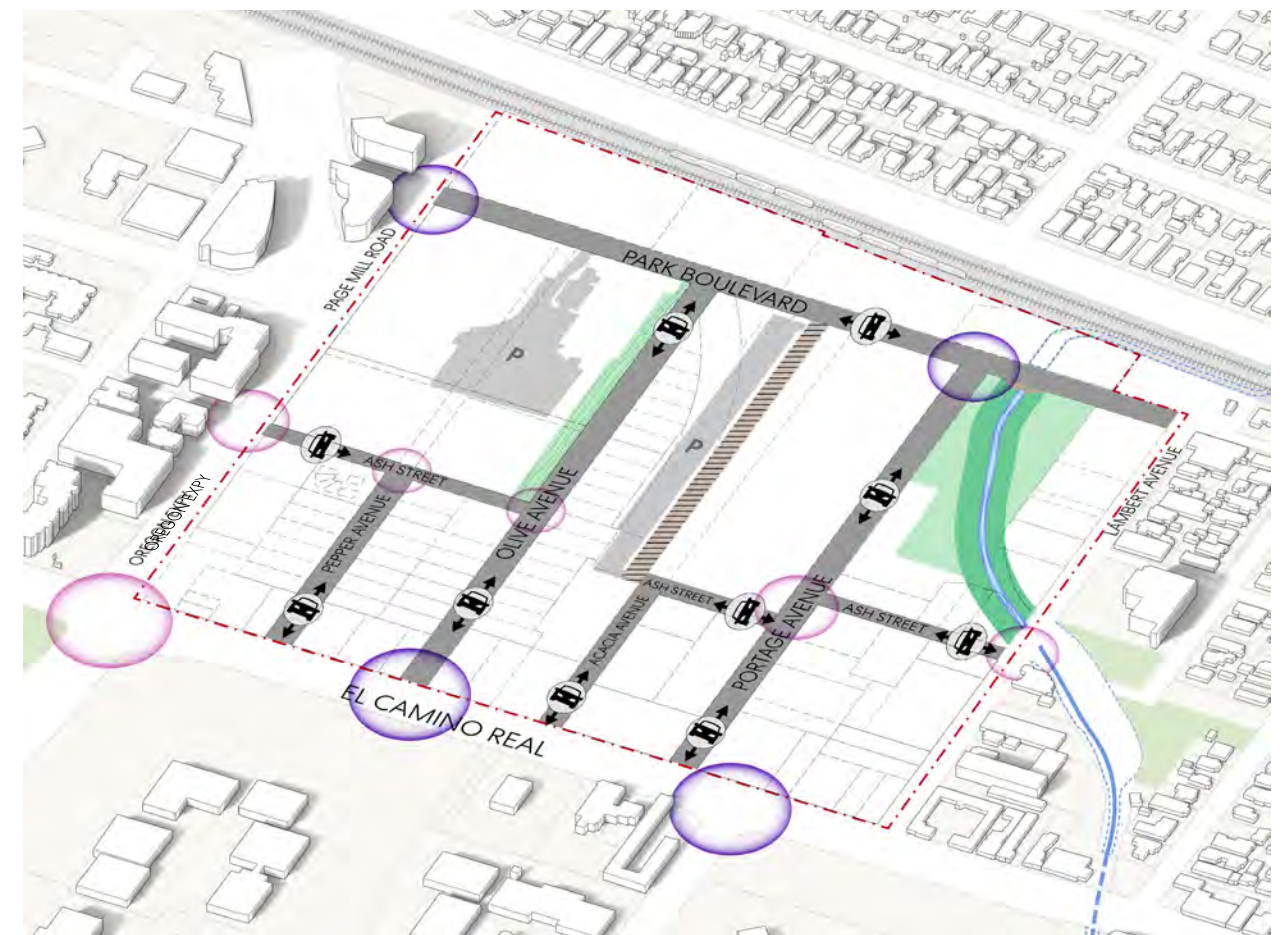 PARK BOULEVARD
PAGE MILL ROAD
P
P
ASH STREET
LAMBERT AVENUE
OLIVE AVENUE
OREGON EXPY
PEPPER AVENUE
ASH STREET
ASH STREET
ACACIA AVENUE
PORTAGE AVENUE
EL CAMINO REAL